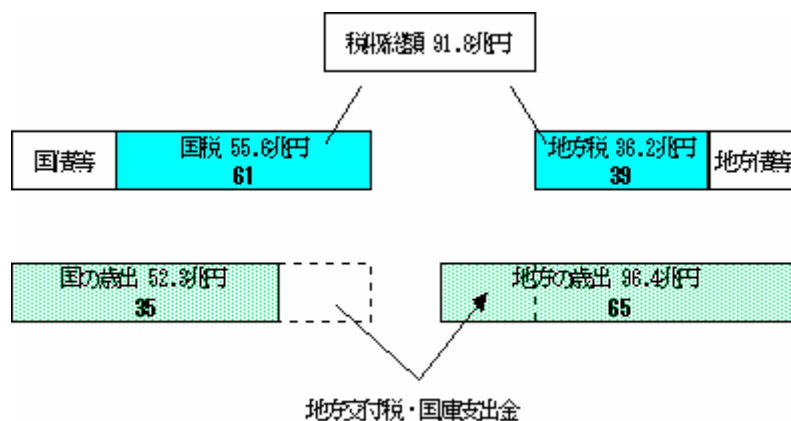 税収総額 91.8兆円
国債等
国税 55.6兆円
61
地方税 36.2兆円
39
地方債等
国の歳出 52.3兆円
35
地方の歳出 96.4兆円
65
地方交付税・国庫支出金